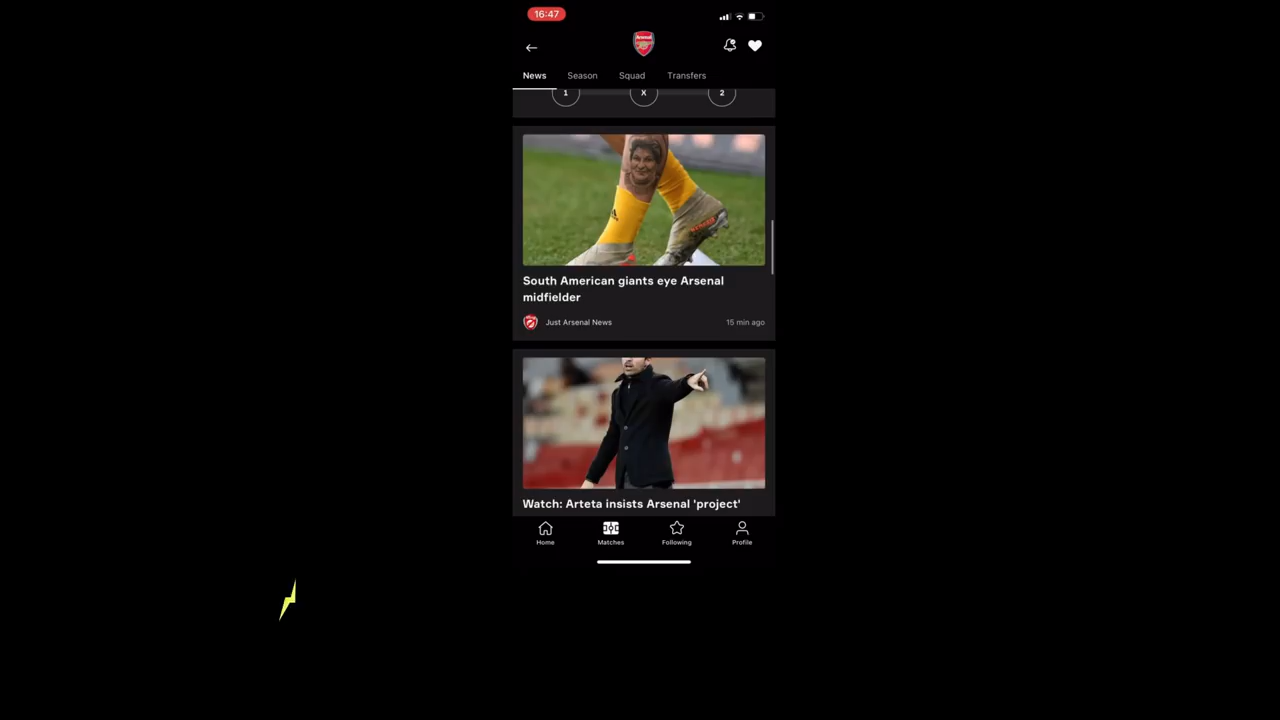 16:47
Arsenal
News Season Squad Transfers
1 X 2
South American giants eye Arsenal
midfielder
Just Arsenal News 15 min ago
Watch: Arteta insists Arsenal 'project'
Home Matches Following Profile